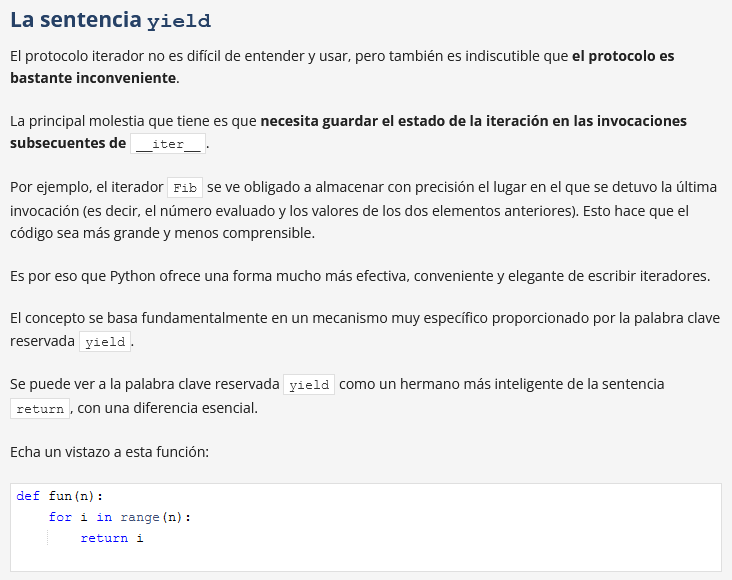 La sentencia yield
El protocolo iterador no es difícil de entender y usar, pero también es indiscutible que el protocolo es
bastante inconveniente.
La principal molestia que tiene es que necesita guardar el estado de la iteración en las invocaciones
subsecuentes de __iter__.
Por ejemplo, el iterador Fib se ve obligado a almacenar con precisión el lugar en el que se detuvo la última
invocación (es decir, el número evaluado y los valores de los dos elementos anteriores). Esto hace que el
código sea más grande y menos comprensible.
Es por eso que Python ofrece una forma mucho más efectiva, conveniente y elegante de escribir iteradores.
El concepto se basa fundamentalmente en un mecanismo muy específico proporcionado por la palabra clave
reservada yield.
Se puede ver a la palabra clave reservada yield como un hermano más inteligente de la sentencia
return, con una diferencia esencial.
Echa un vistazo a esta función:
def fun(n):
    for i in range(n):
        return i